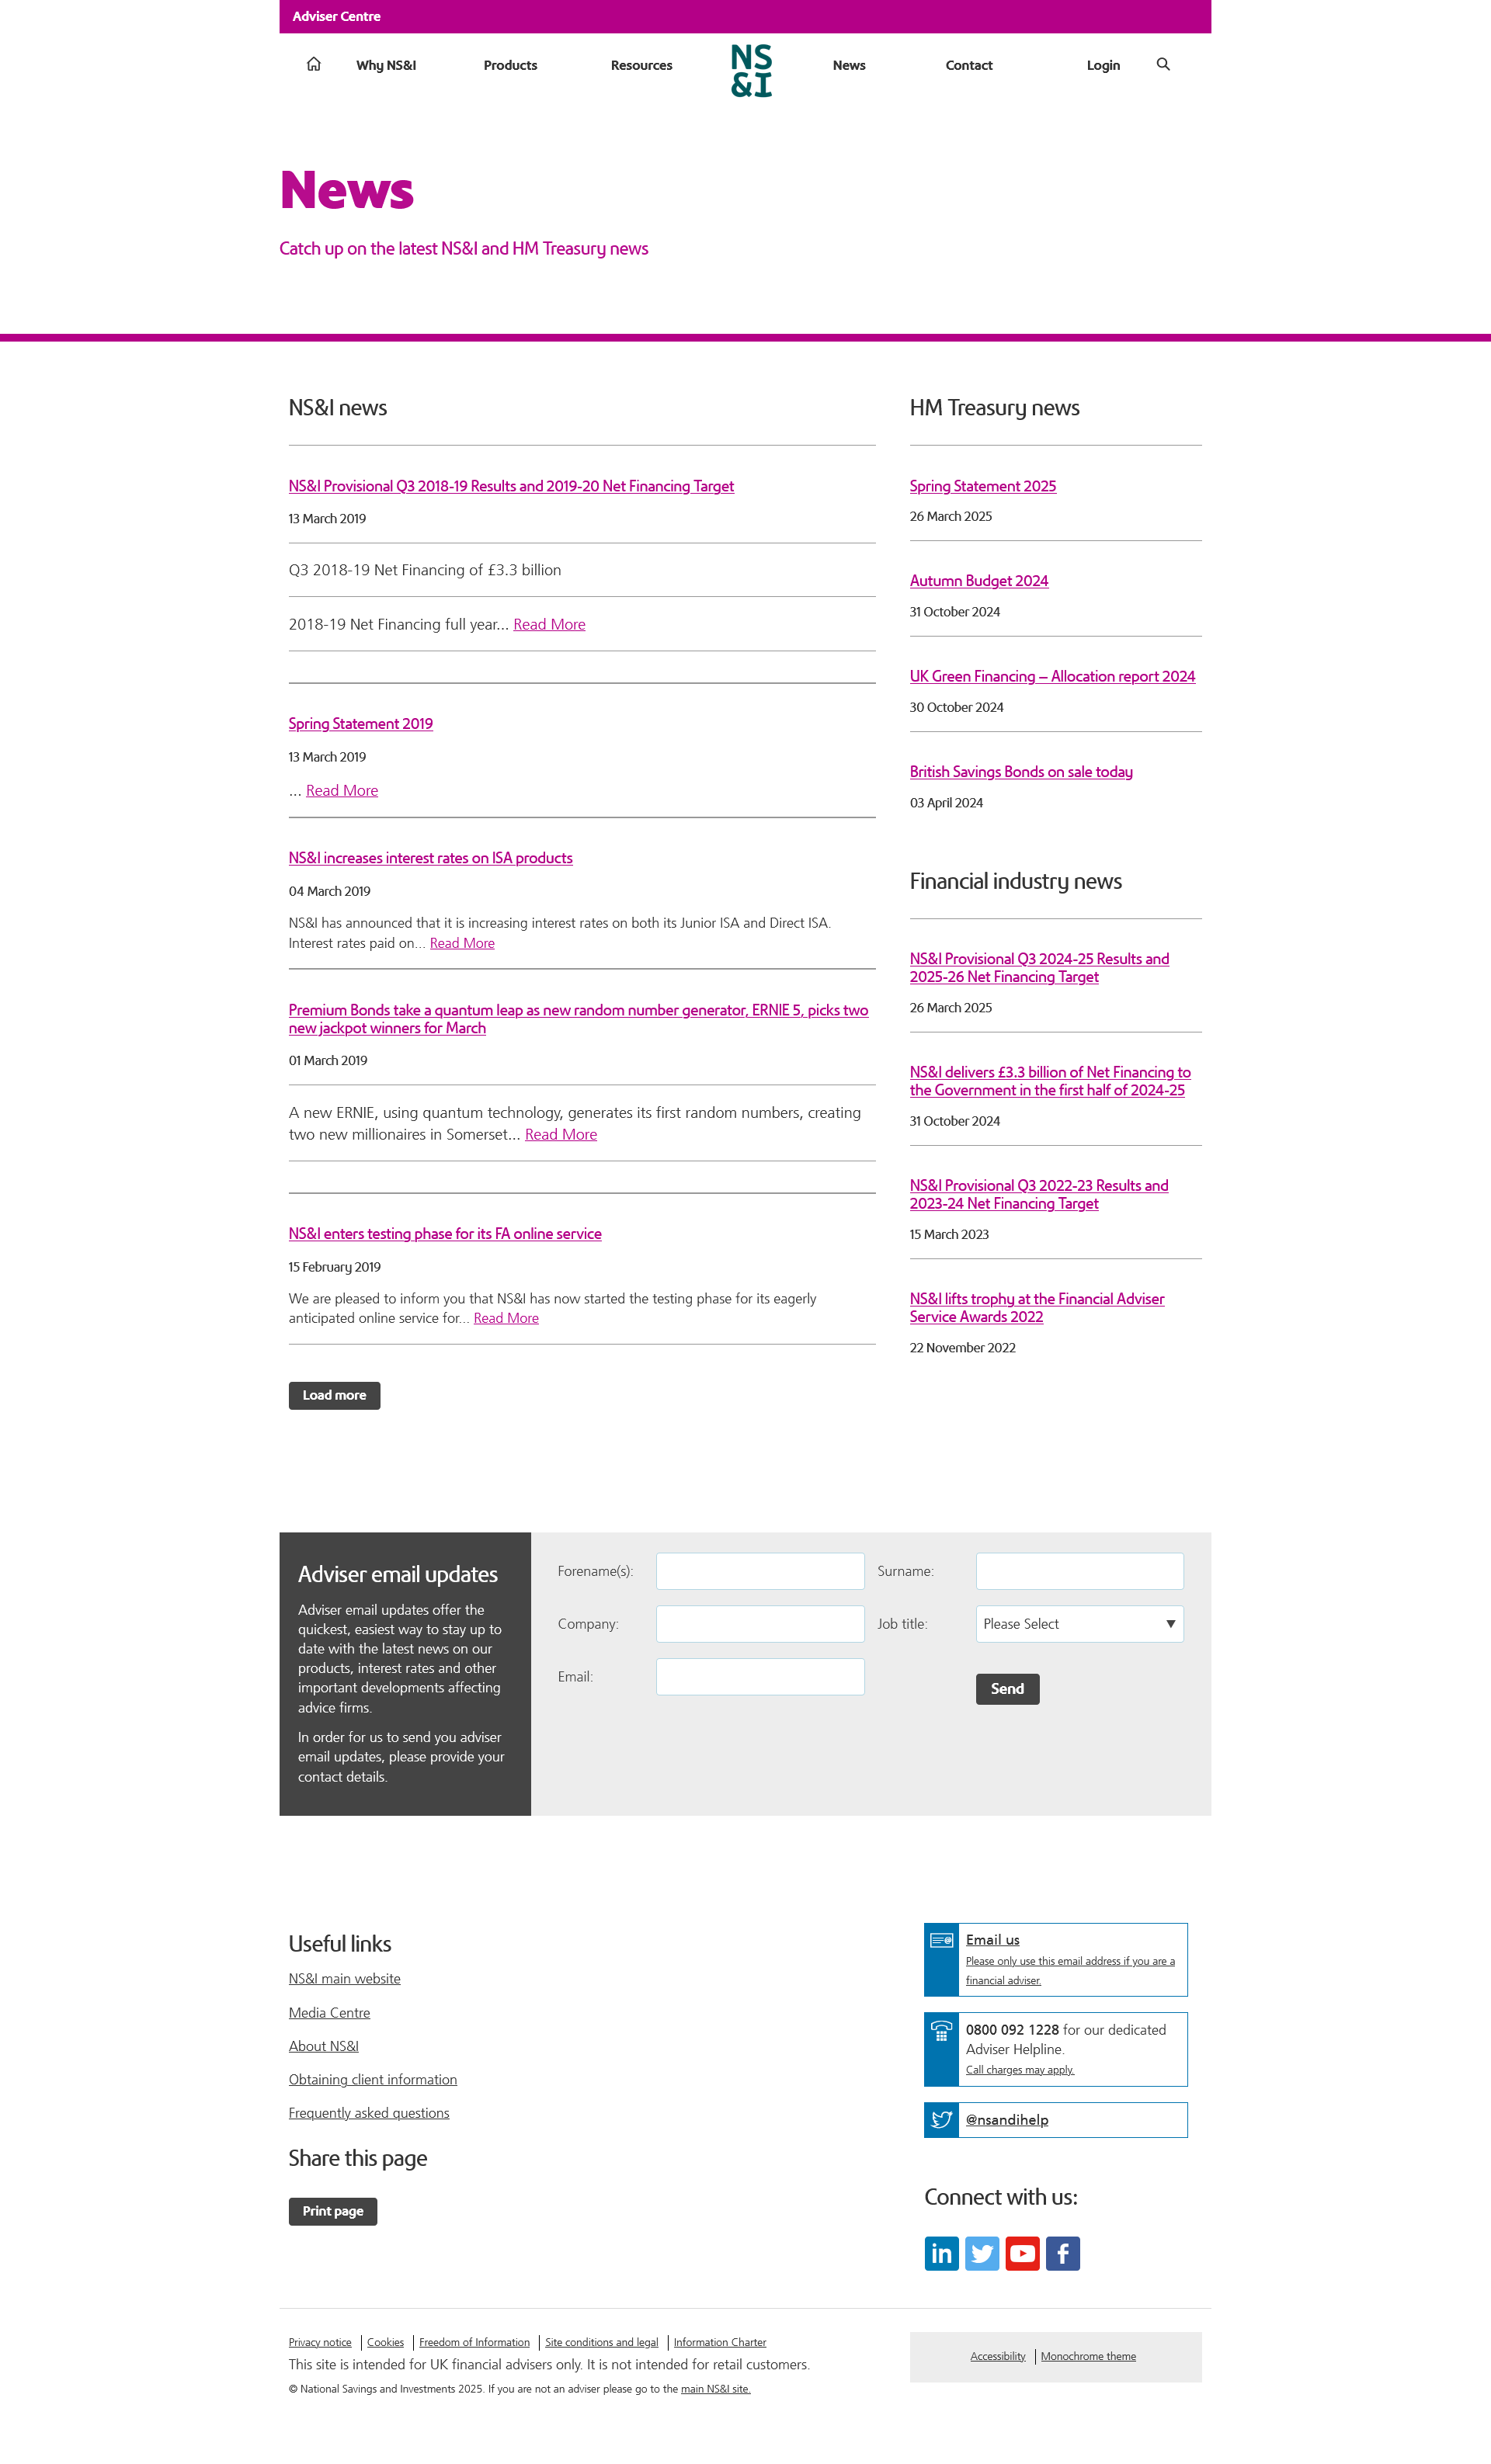 Adviser Centre
Why NS&I
Products
Resources
NS
&I
News
Contact
Login
News
Catch up on the latest NS&I and HM Treasury news
NS&I news
NS&I Provisional Q3 2018-19 Results and 2019-20 Net Financing Target
13 March 2019
Q3 2018-19 Net Financing of £3.3 billion
2018-19 Net Financing full year... Read More
Spring Statement 2019
13 March 2019
... Read More
NS&I increases interest rates on ISA products
04 March 2019
NS&I has announced that it is increasing interest rates on both its Junior ISA and Direct ISA.
Interest rates paid on... Read More
Premium Bonds take a quantum leap as new random number generator, ERNIE 5, picks two
new jackpot winners for March
01 March 2019
A new ERNIE, using quantum technology, generates its first random numbers, creating
two new millionaires in Somerset... Read More
NS&I enters testing phase for its FA online service
15 February 2019
We are pleased to inform you that NS&I has now started the testing phase for its eagerly
anticipated online service for... Read More
Load more
HM Treasury news
Spring Statement 2025
26 March 2025
Autumn Budget 2024
31 October 2024
UK Green Financing – Allocation report 2024
30 October 2024
British Savings Bonds on sale today
03 April 2024
Financial industry news
NS&I Provisional Q3 2024-25 Results and
2025-26 Net Financing Target
26 March 2025
NS&I delivers £3.3 billion of Net Financing to
the Government in the first half of 2024-25
31 October 2024
NS&I Provisional Q3 2022-23 Results and
2023-24 Net Financing Target
15 March 2023
NS&I lifts trophy at the Financial Adviser
Service Awards 2022
22 November 2022
Adviser email updates
Adviser email updates offer the
quickest, easiest way to stay up to
date with the latest news on our
products, interest rates and other
important developments affecting
advice firms.
In order for us to send you adviser
email updates, please provide your
contact details.
Forename(s):
Surname:
Company:
Job title:
Please Select
Email:
Send
Useful links
NS&I main website
Media Centre
About NS&I
Obtaining client information
Frequently asked questions
Share this page
Print page
Email us
Please only use this email address if you are a
financial adviser.
0800 092 1228 for our dedicated
Adviser Helpline.
Call charges may apply.
@nsandihelp
Connect with us:
Privacy notice
Cookies
Freedom of Information
Site conditions and legal
Information Charter
This site is intended for UK financial advisers only. It is not intended for retail customers.
© National Savings and Investments 2025. If you are not an adviser please go to the main NS&I site.
Accessibility
Monochrome theme